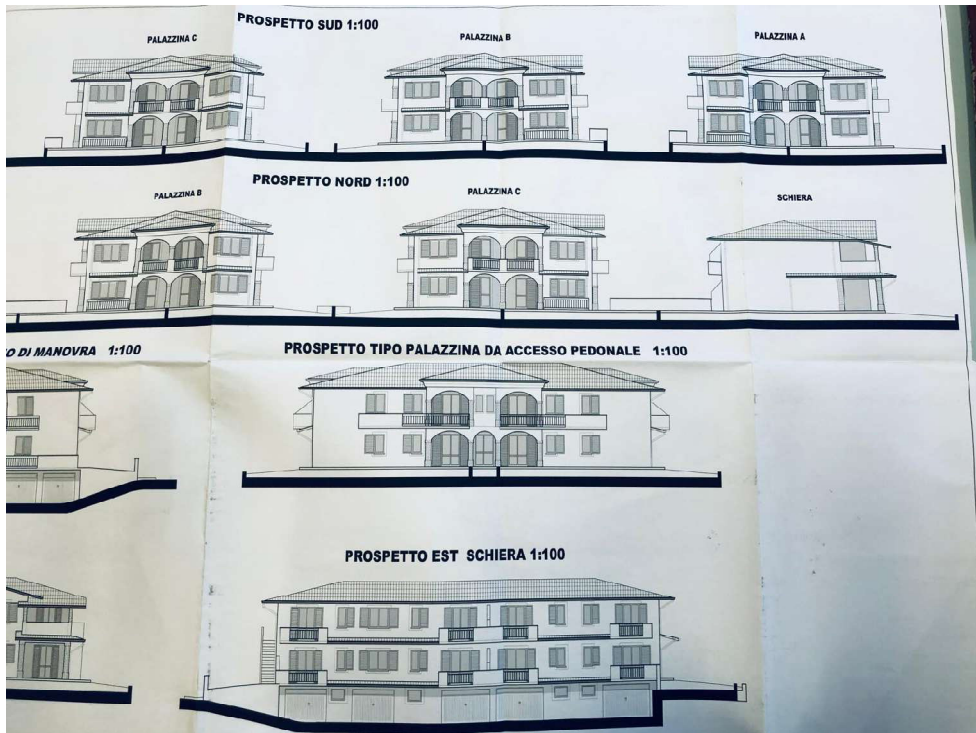 PROSPETTO SUD 1:100
PALAZZINA C
PALAZZINA B
PALAZZINA A
PROSPETTO NORD 1:100
PALAZZINA B
PALAZZINA C
SCHIERA
O DI MANOVRA 1:100
PROSPETTO TIPO PALAZZINA DA ACCESSO PEDONALE 1:100
PROSPETTO EST SCHIERA 1:100